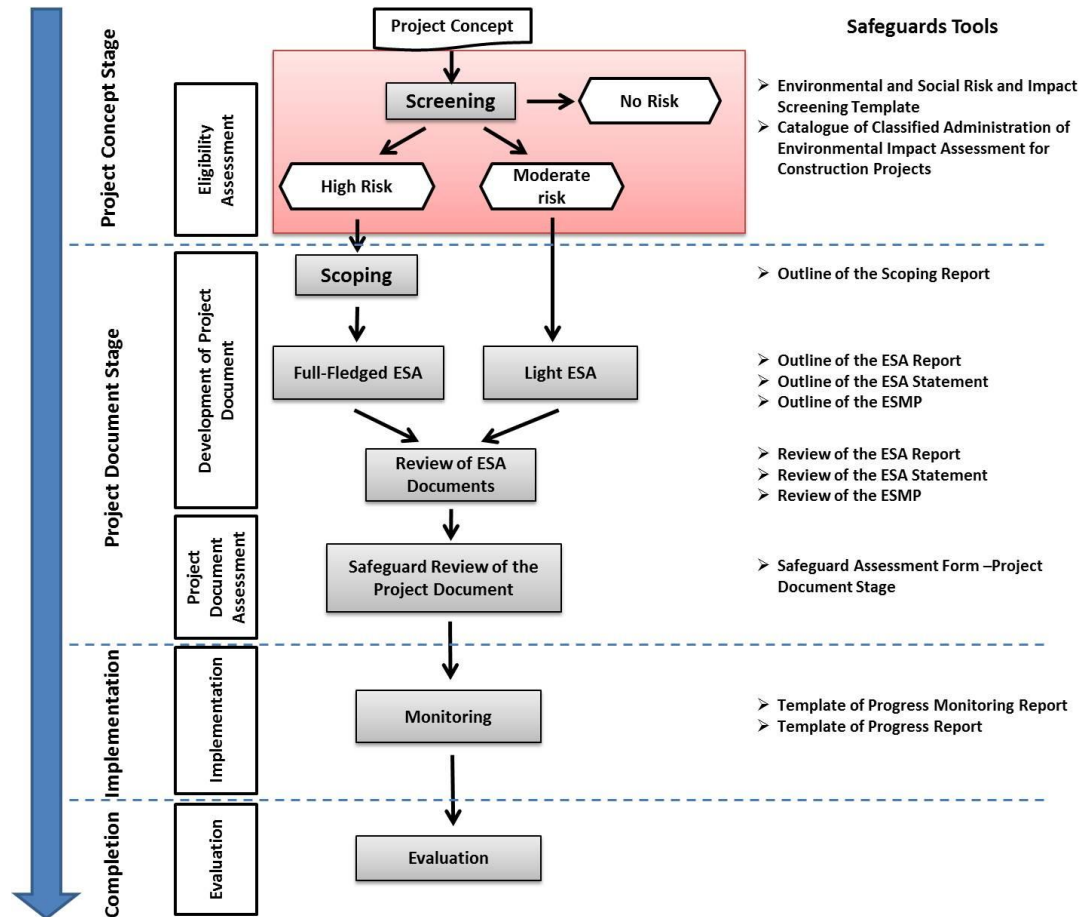 Project Concept
Safeguards Tools
Project Concept Stage
Eligibility
Assessment
Screening
No Risk
High Risk
Moderate
risk
➢ Environmental and Social Risk and Impact
Screening Template
➢ Catalogue of Classified Administration of
Environmental Impact Assessment for
Construction Projects
Project Document Stage
Development of Project
Document
Scoping
➢ Outline of the Scoping Report
Full-Fledged ESA
Light ESA
➢ Outline of the ESA Report
➢ Outline of the ESA Statement
➢ Outline of the ESMP
Review of ESA
Documents
➢ Review of the ESA Report
➢ Review of the ESA Statement
➢ Review of the ESMP
Project
Document
Assessment
Safeguard Review of the
Project Document
➢ Safeguard Assessment Form –Project
Document Stage
Implementation
Implementation
Monitoring
➢ Template of Progress Monitoring Report
➢ Template of Progress Report
Completion
Evaluation
Evaluation